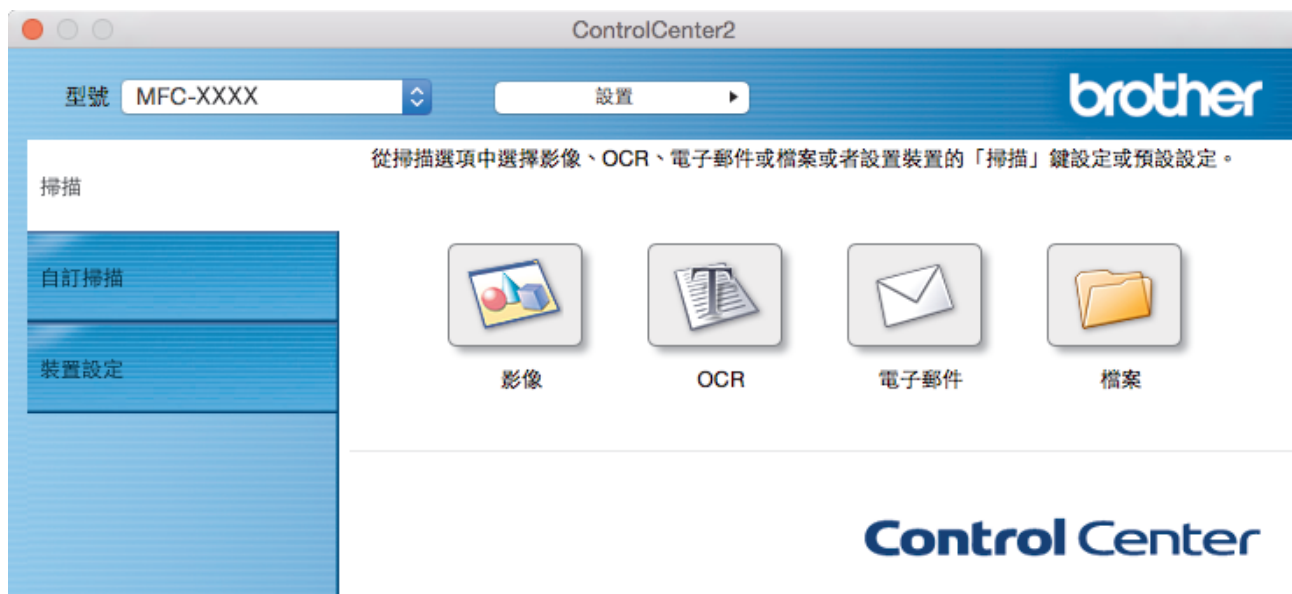 ControlCenter2
型號 MFC-XXXX 設置 brother
從掃描選項中選擇影像、OCR、電子郵件或檔案或者設置裝置的「掃描」鍵設定或預設設定。
掃描
自訂掃描
裝置設定
影像 OCR 電子郵件 檔案
Control Center